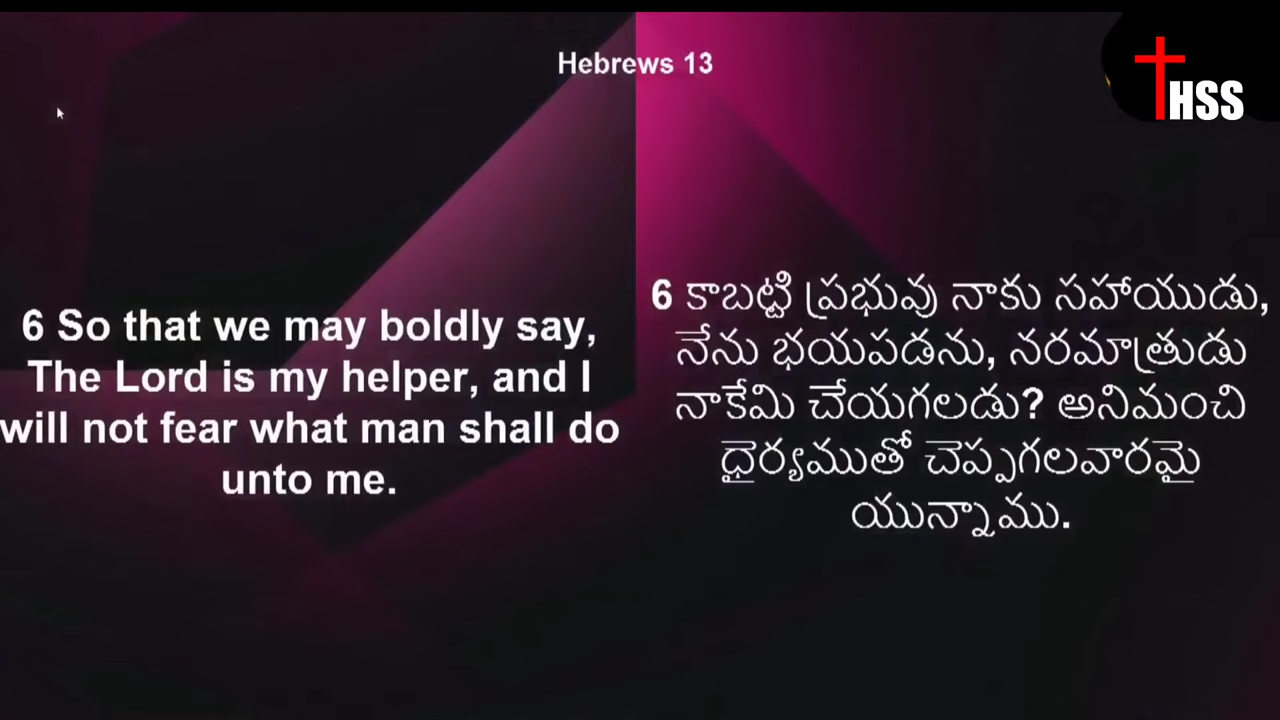 Hebrews 13
HSS
6 So that we may boldly say,
The Lord is my helper, and I
will not fear what man shall do
unto me.
6 కాబట్టి ప్రభువు నాకు సహాయుడు,
నేను భయపడను, నరమాత్రుడు
నాకేమి చేయగలడు? అనిమంచి
ధైర్యముతో చెప్పగలవారమై
యున్నాము.